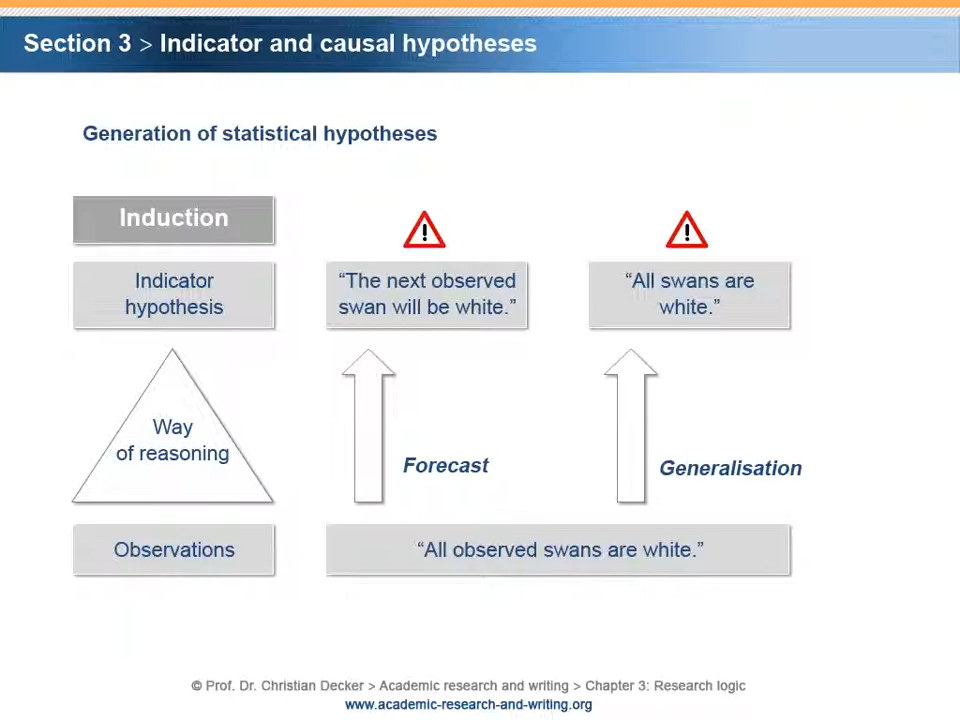 Section 3 > Indicator and causal hypotheses
Generation of statistical hypotheses
Induction
Indicator
hypothesis
“The next observed
swan will be white.”
“All swans are
white.”
Way
of reasoning
Forecast
Generalisation
Observations
“All observed swans are white.”
© Prof. Dr. Christian Decker > Academic research and writing > Chapter 3: Research logic
www.academic-research-and-writing.org